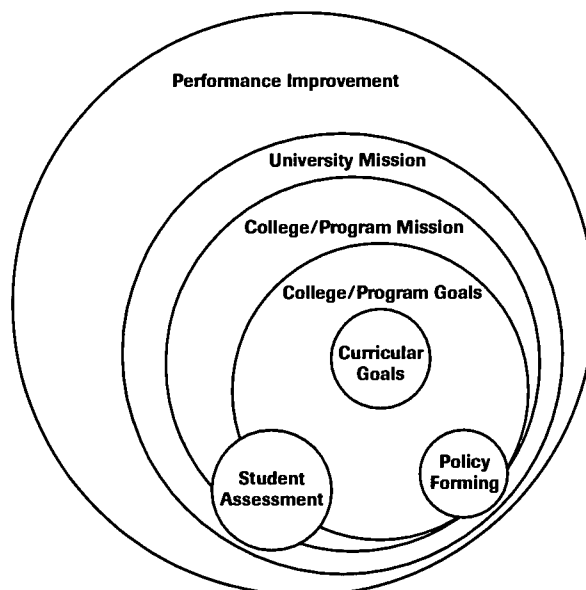 Performance Improvement
University Mission
College/Program Mission
College/Program Goals
Curricular
Goals
Student
Assessment
Policy
Forming